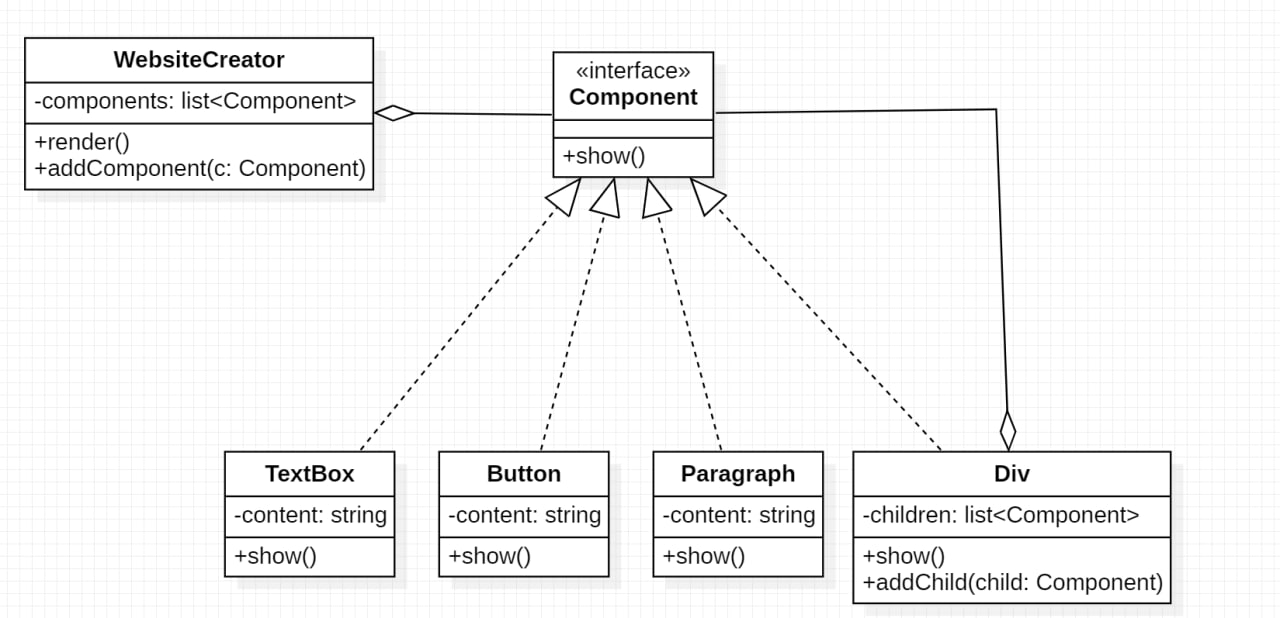 WebsiteCreator
-components: list<Component>
+render()
+addComponent(c: Component)
«interface»
Component
+show()
TextBox
-content: string
+show()
Button
-content: string
+show()
Paragraph
-content: string
+show()
Div
-children: list<Component>
+show()
+addChild(child: Component)